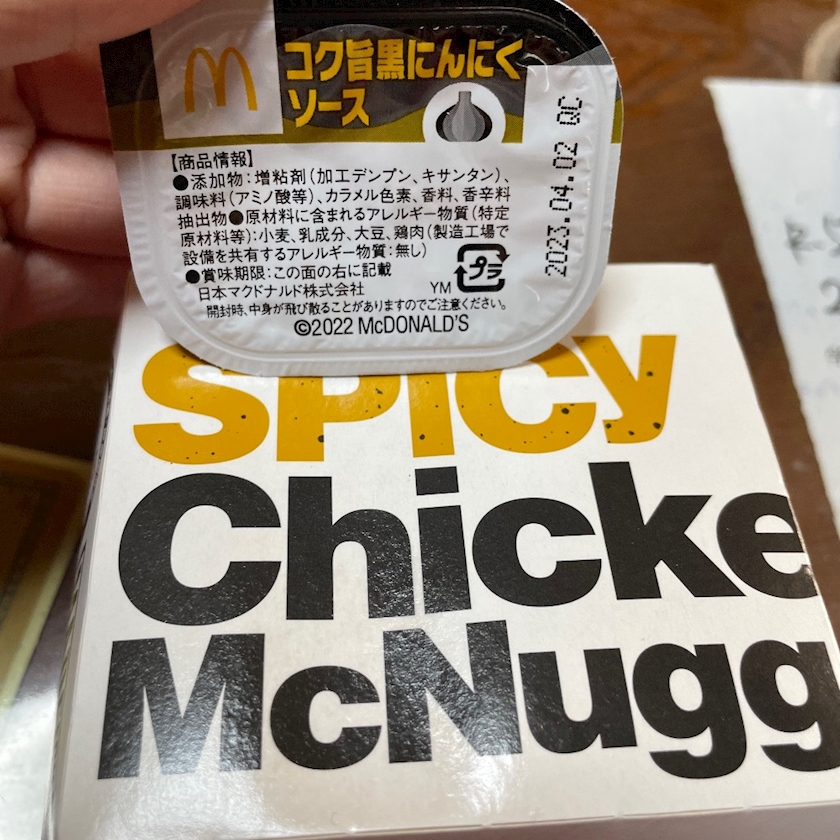 コク旨黒にんにく
ソース
【商品情報】
●添加物:増粘剤(加工デンプン、キサンタン)、
調味料(アミノ酸等)、カラメル色素、香料、香辛料
抽出物●原材料に含まれるアレルギー物質(特定
原材料等):小麦、乳成分、大豆、鶏肉(製造工場で
設備を共有するアレルギー物質:無し)
●賞味期限:この面の右に記載
日本マクドナルド株式会社 YM
プラ
開封時、中身が飛び散ることがありますのでご注意ください。
©2022 McDONALD'S
2023.04.02 QC
Spicy
Chicke
McNugg